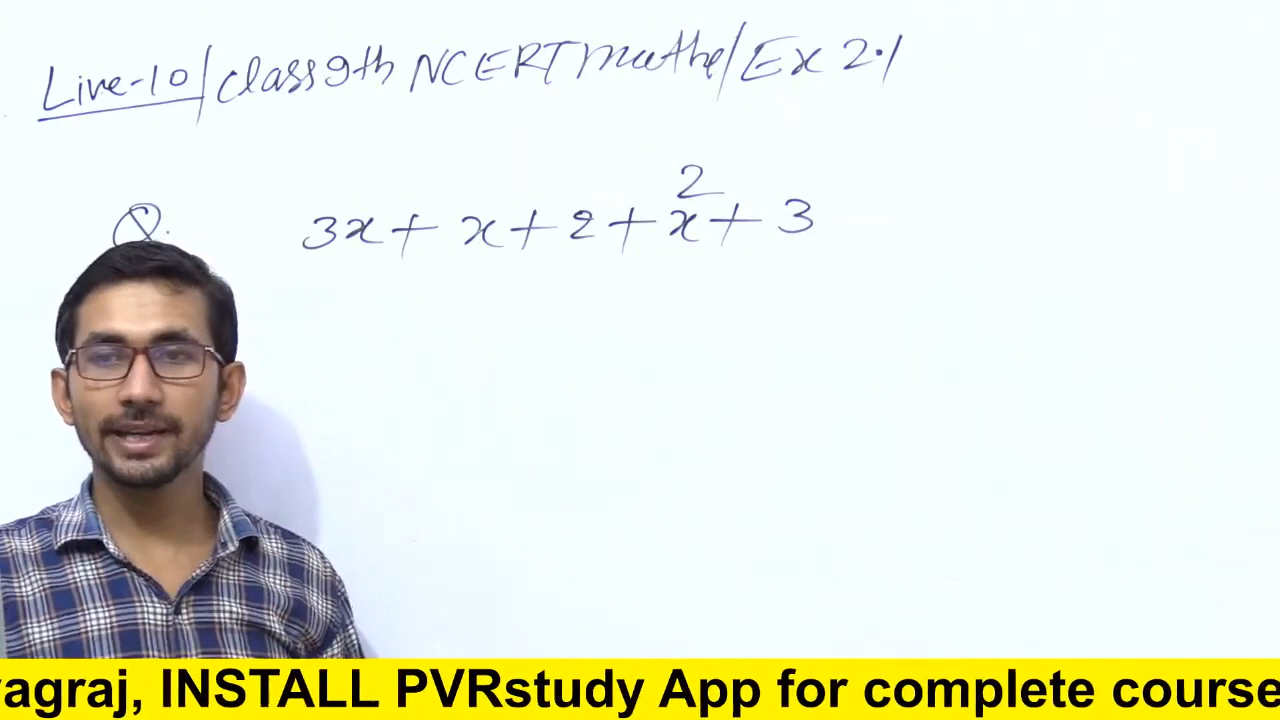 Live-10/class 9th NCERT maths/Ex 2.1
Q. 3x + x + 2 + x² + 3
yagraj, INSTALL PVRstudy App for complete course